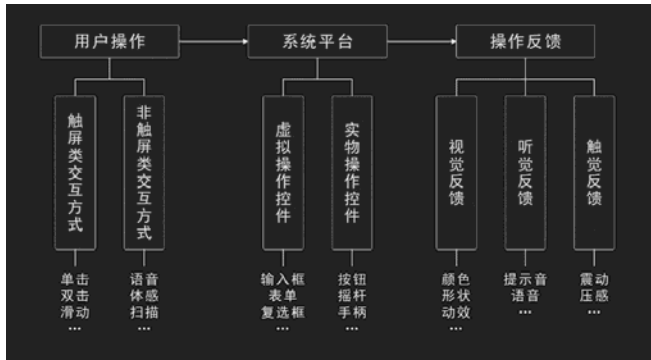 用户操作
系统平台
操作反馈
触屏类交互方式
非触屏类交互方式
虚拟操作控件
实物操作控件
视觉反馈
听觉反馈
触觉反馈
单击
双击
滑动
...
语音
体感
扫描
...
输入框
表单
复选框
...
按钮
摇杆
手柄
...
颜色
形状
动效
...
提示音
语音
...
震动
压感
...